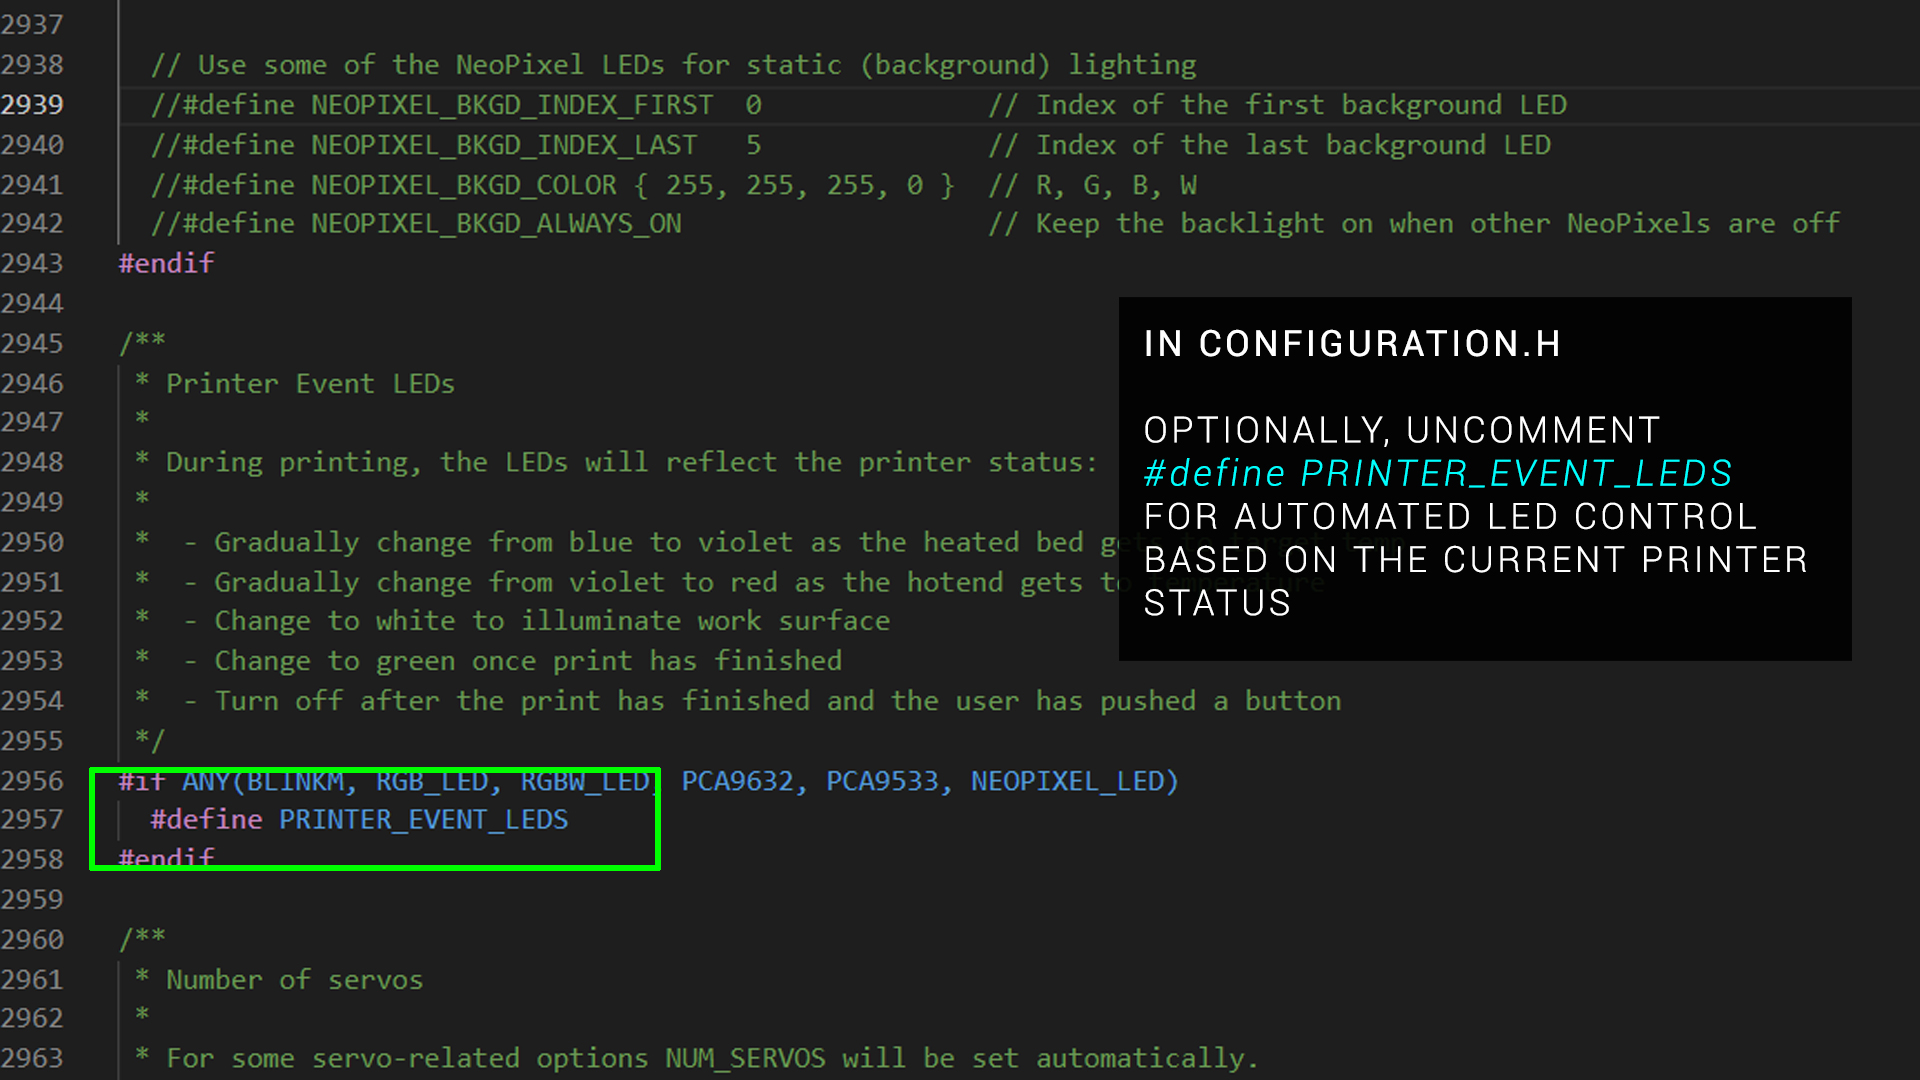 2937
2938 // Use some of the NeoPixel LEDs for static (background) lighting
2939 //#define NEOPIXEL_BKGD_INDEX_FIRST 0 // Index of the first background LED
2940 //#define NEOPIXEL_BKGD_INDEX_LAST 5 // Index of the last background LED
2941 //#define NEOPIXEL_BKGD_COLOR { 255, 255, 255, 0 } // R, G, B, W
2942 //#define NEOPIXEL_BKGD_ALWAYS_ON // Keep the backlight on when other NeoPixels are off
2943 #endif
2944
2945 /**
2946 * Printer Event LEDs
2947 *
2948 * During printing, the LEDs will reflect the printer status:
2949 *
2950 * - Gradually change from blue to violet as the heated bed gets to target temp
2951 * - Gradually change from violet to red as the hotend gets to temperature
2952 * - Change to white to illuminate work surface
2953 * - Change to green once print has finished
2954 * - Turn off after the print has finished and the user has pushed a button
2955 */
2956 #if ANY(BLINKM, RGB_LED, RGBW_LED, PCA9632, PCA9533, NEOPIXEL_LED)
2957 #define PRINTER_EVENT_LEDS
2958 #endif
2959
2960 /**
2961 * Number of servos
2962 *
2963 * For some servo-related options NUM_SERVOS will be set automatically.
IN CONFIGURATION.H
OPTIONALLY, UNCOMMENT
#define PRINTER_EVENT_LEDS
FOR AUTOMATED LED CONTROL
BASED ON THE CURRENT PRINTER
STATUS